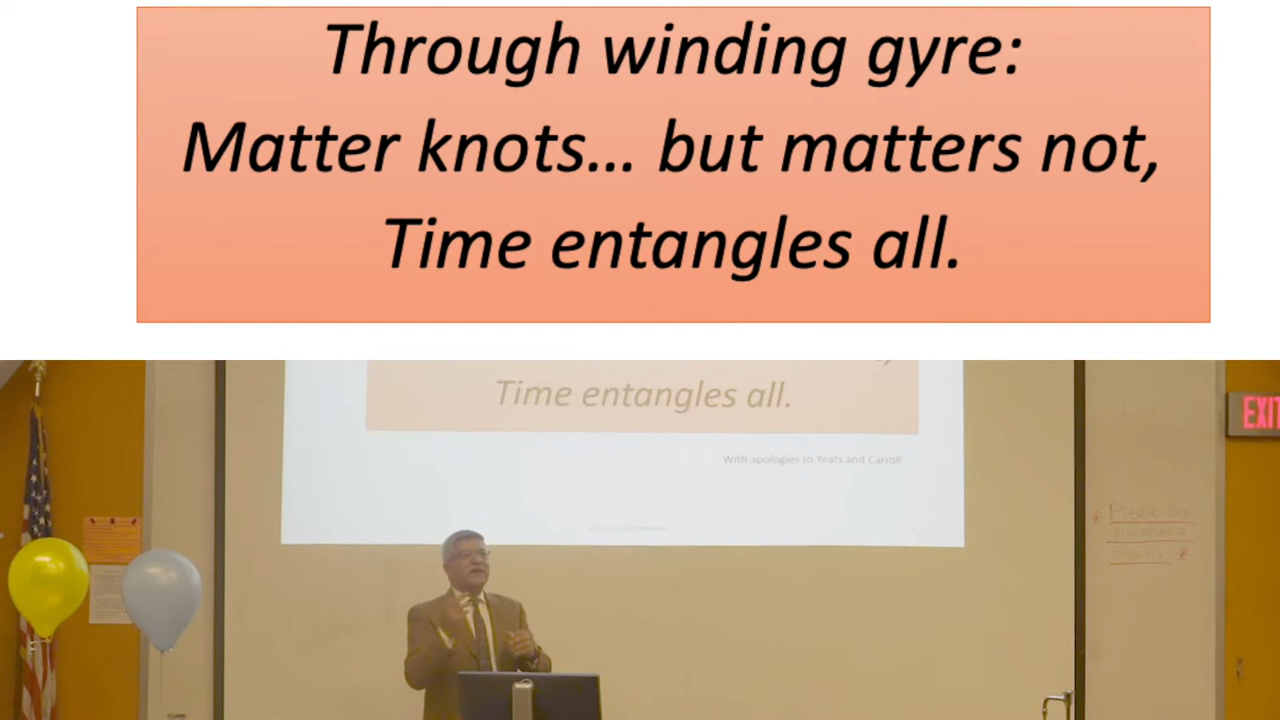 Through winding gyre:
Matter knots... but matters not,
Time entangles all.
Time entangles all.
With apologies to Yeats and Carroll
EXIT